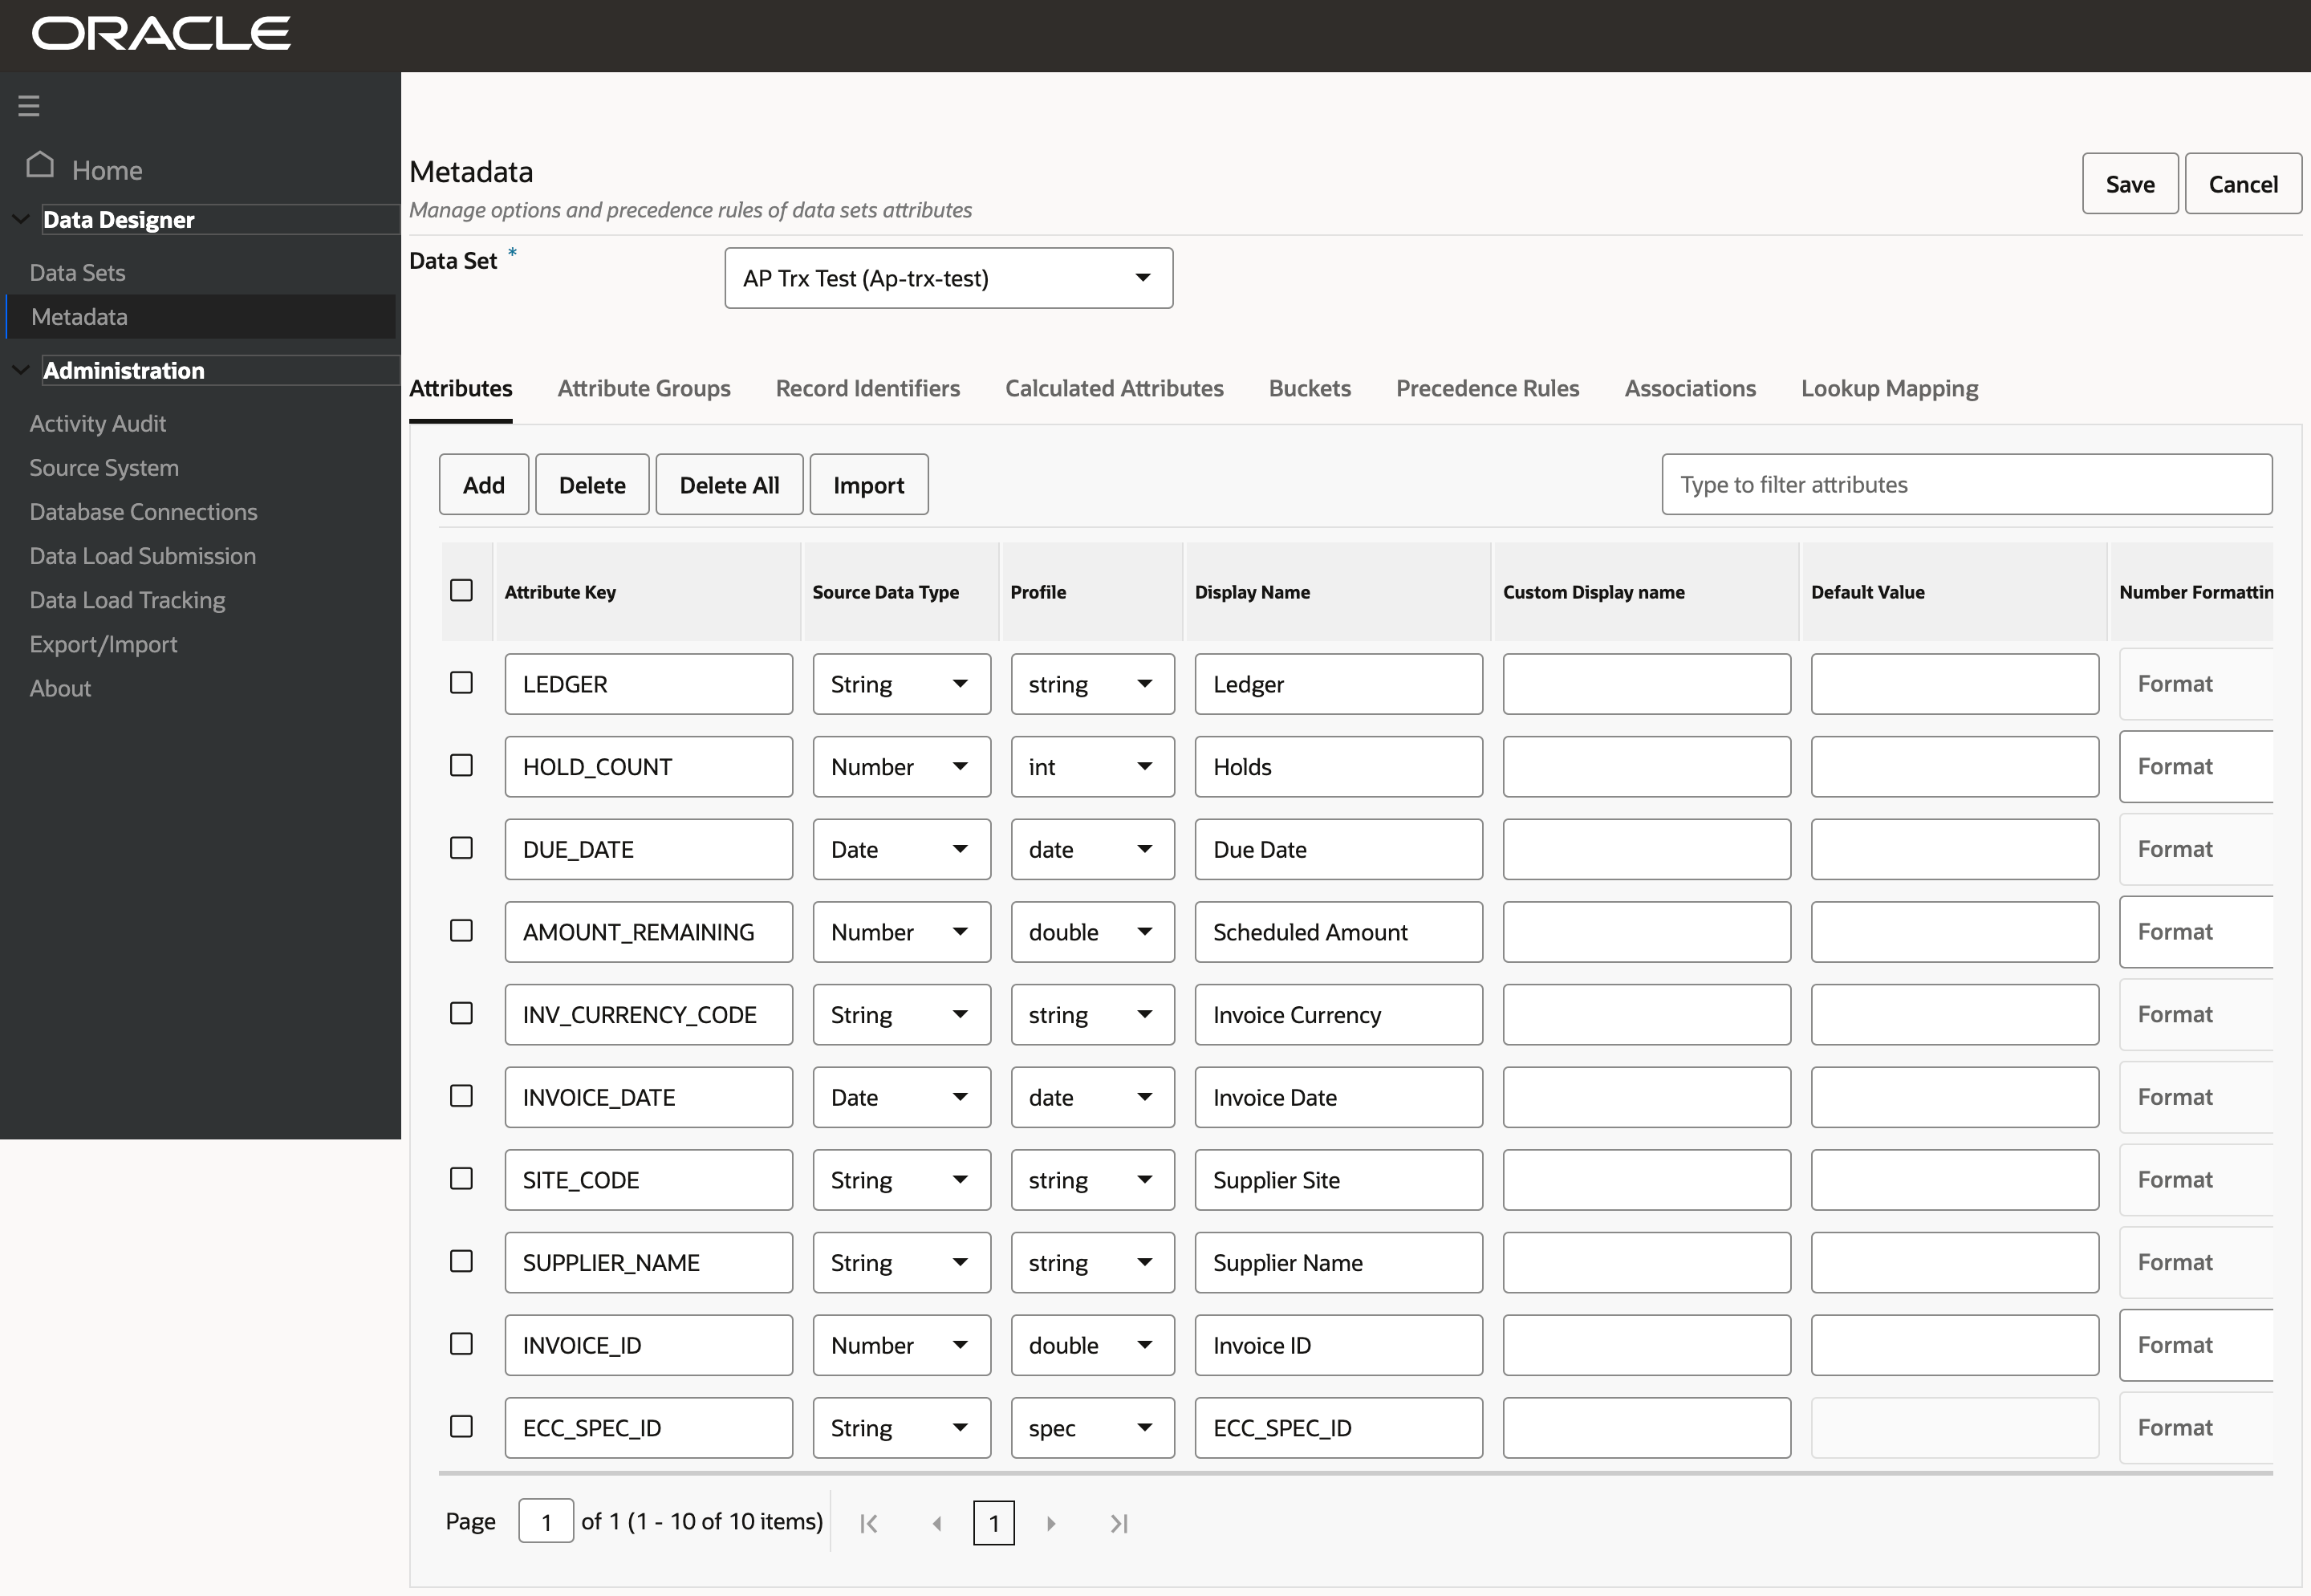 ORACLE
Home
Data Designer
Data Sets
Metadata
Administration
Activity Audit
Source System
Database Connections
Data Load Submission
Data Load Tracking
Export/Import
About
Metadata
Manage options and precedence rules of data sets attributes
Save Cancel
Data Set *
AP Trx Test (Ap-trx-test)
Attributes Attribute Groups Record Identifiers Calculated Attributes Buckets Precedence Rules Associations Lookup Mapping
Add Delete Delete All Import Type to filter attributes
Attribute Key Source Data Type Profile Display Name Custom Display name Default Value Number Formattin
LEDGER String string Ledger Format
HOLD_COUNT Number int Holds Format
DUE_DATE Date date Due Date Format
AMOUNT_REMAINING Number double Scheduled Amount Format
INV_CURRENCY_CODE String string Invoice Currency Format
INVOICE_DATE Date date Invoice Date Format
SITE_CODE String string Supplier Site Format
SUPPLIER_NAME String string Supplier Name Format
INVOICE_ID Number double Invoice ID Format
ECC_SPEC_ID String spec ECC_SPEC_ID Format
Page 1 of 1 (1 - 10 of 10 items) 1